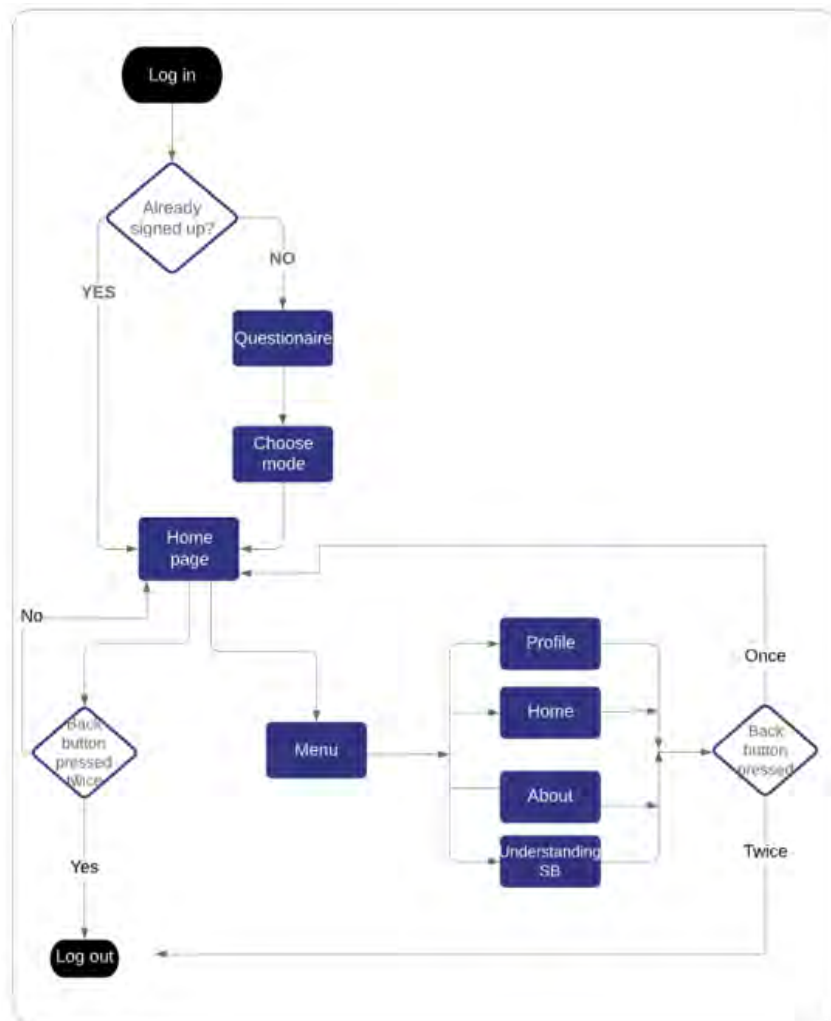 Log in
Already
signed up?
NO
YES
Questionaire
Choose
mode
Home
page
No
Profile
Once
Home
Back
button
pressed
twice
Menu
Back
button
pressed
About
Understanding
SB
Twice
Yes
Log out